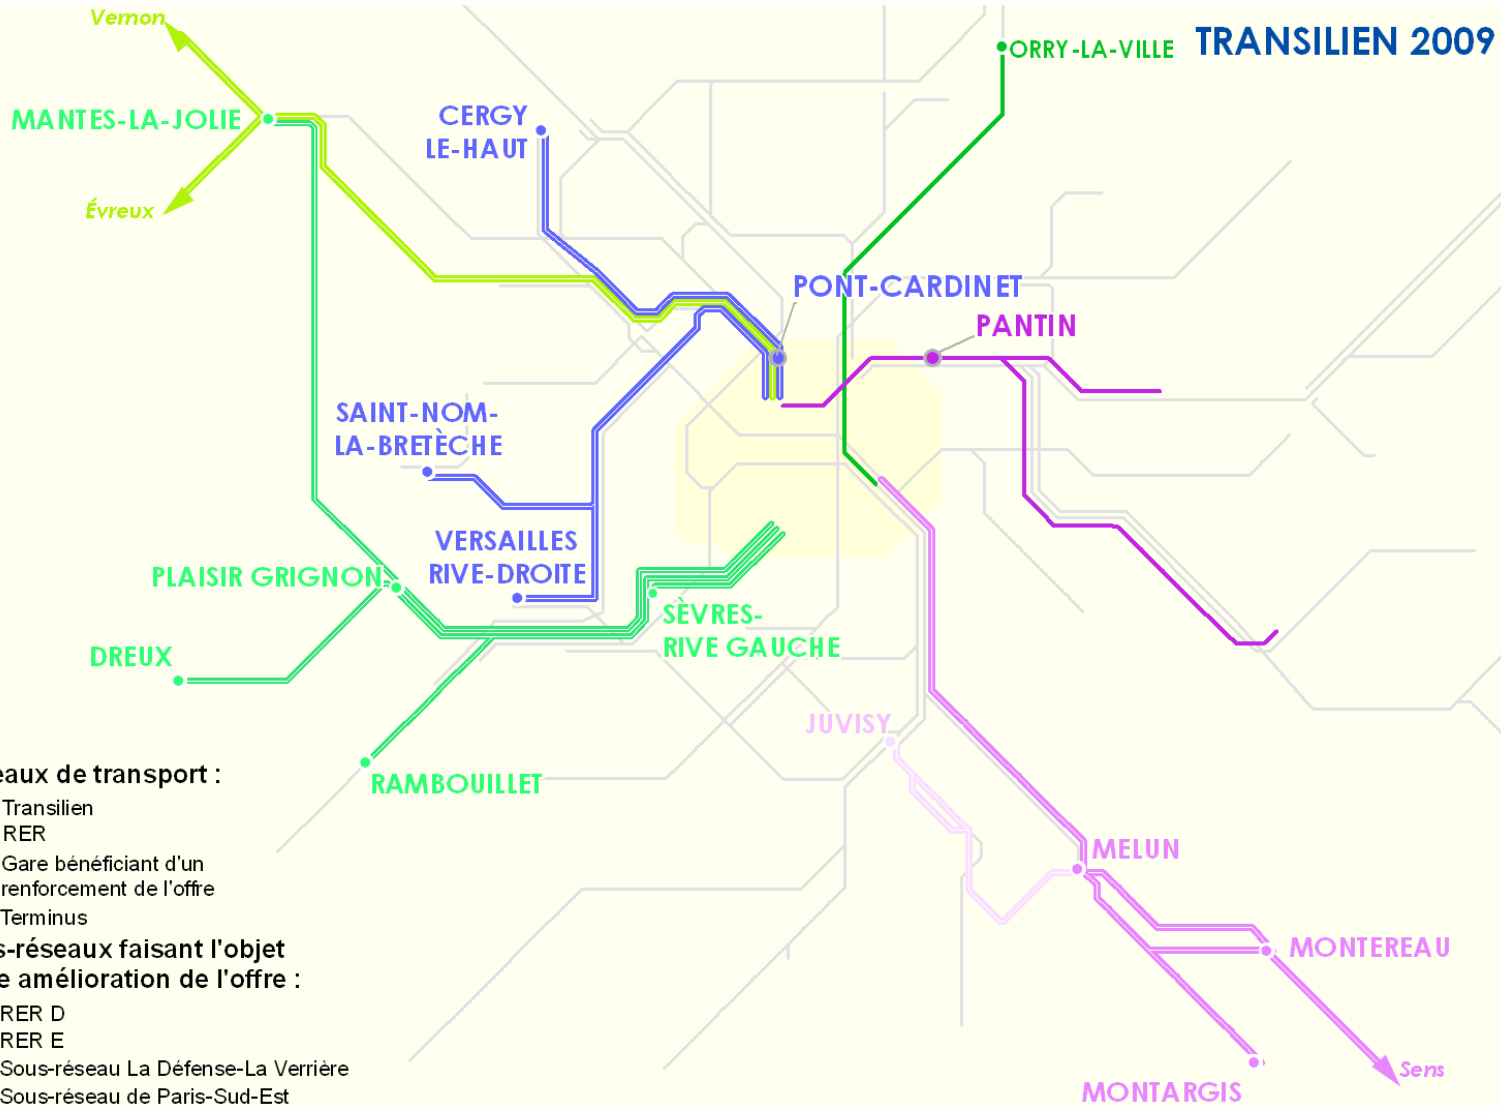 Vernon
TRANSILIEN 2009
ORRY-LA-VILLE
MANTES-LA-JOLIE
CERGY
LE-HAUT
Évreux
PONT-CARDINET
PANTIN
SAINT-NOM-
LA-BRETÈCHE
VERSAILLES
RIVE-DROITE
PLAISIR GRIGNON
SÈVRES-
RIVE GAUCHE
DREUX
JUVISY
RAMBOUILLET
MELUN
MONTEREAU
Sens
MONTARGIS
eaux de transport :
Transilien
RER
Gare bénéficiant d'un
renforcement de l'offre
Terminus
s-réseaux faisant l'objet
e amélioration de l'offre :
RER D
RER E
Sous-réseau La Défense-La Verrière
Sous-réseau de Paris-Sud-Est